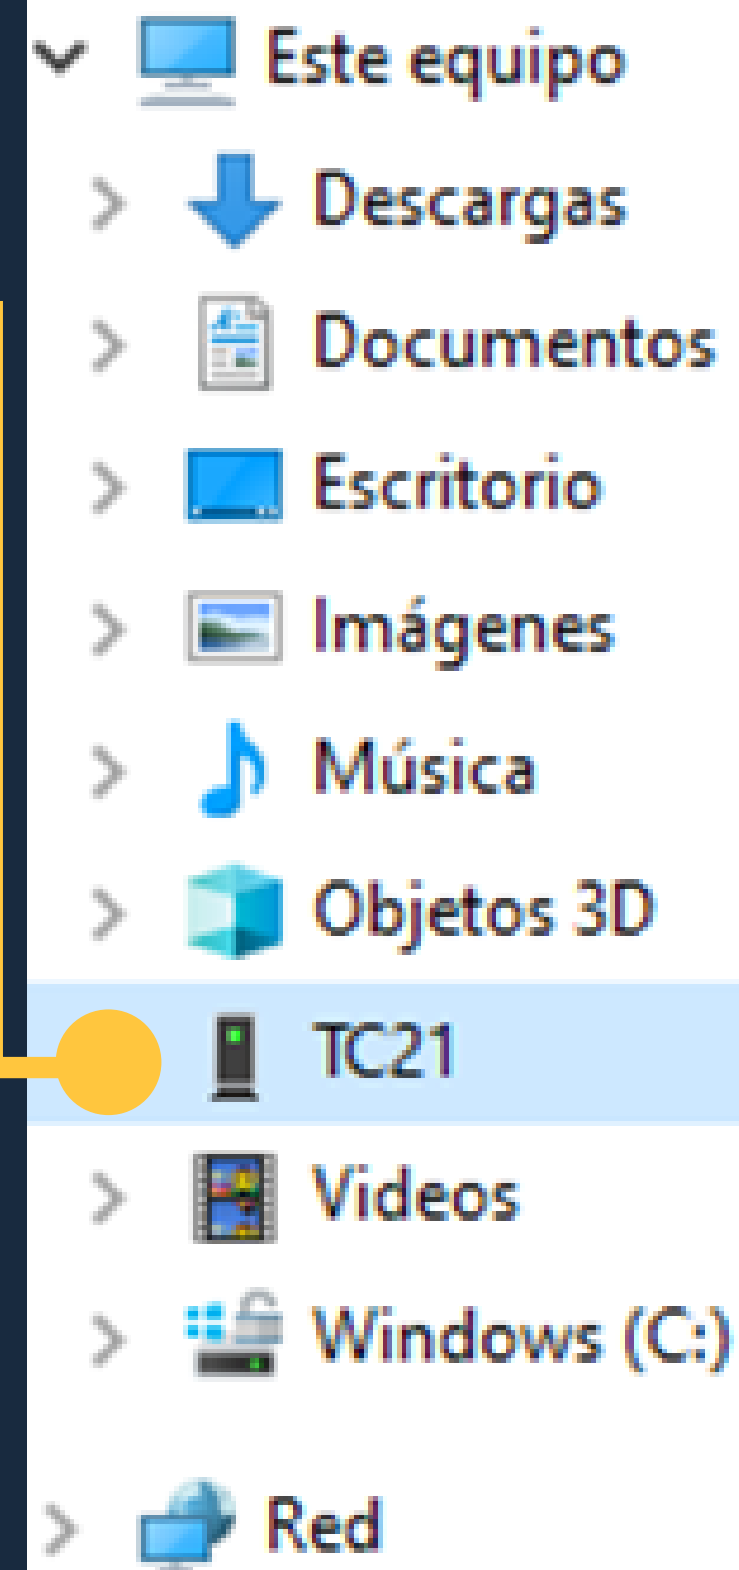 Este equipo
Descargas
Documentos
Escritorio
Imágenes
Música
Objetos 3D
TC21
Videos
Windows (C:)
Red